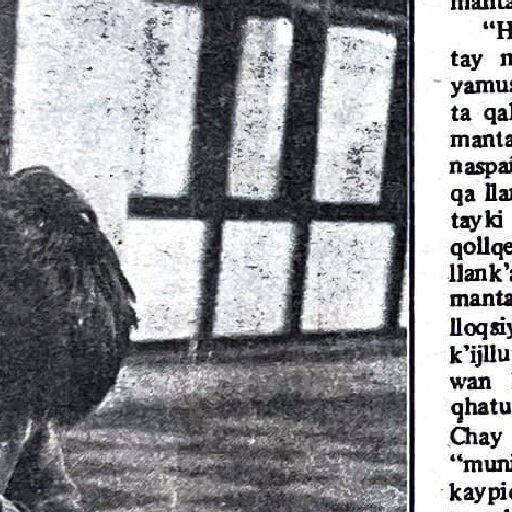 manta
“H
tay m
yamus
ta qal
manta
naspai
qa llan
tayki
qollqe
llank’a
manta
lloqsiy
k’ijllu
wan
qhatu
Chay
“muni
kaypic